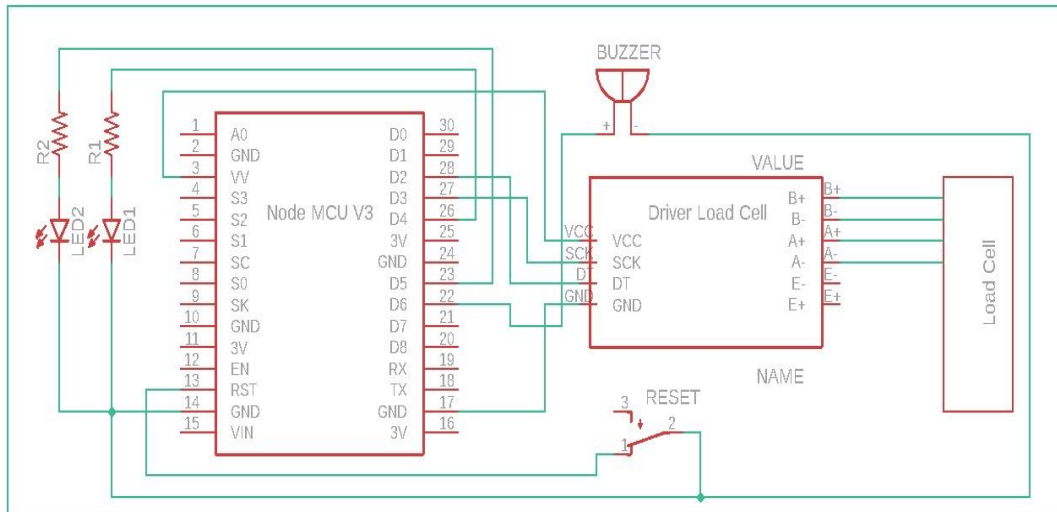 BUZZER
R2
R1
LED2
LED1
Node MCU V3
1 A0
2 GND
3 VV
4 S3
5 S2
6 S1
7 SC
8 S0
9 SK
10 GND
11 3V
12 EN
13 RST
14 GND
15 VIN
D0 30
D1 29
D2 28
D3 27
D4 26
3V 25
GND 24
D5 23
D6 22
D7 21
D8 20
RX 19
TX 18
GND 17
3V 16
+ -
VALUE
Driver Load Cell
VCC VCC
SCK SCK
DT DT
GND GND
B+ B+
B- B-
A+ A+
A- A-
E- E-
E+ E+
NAME
Load Cell
RESET
3
1 2